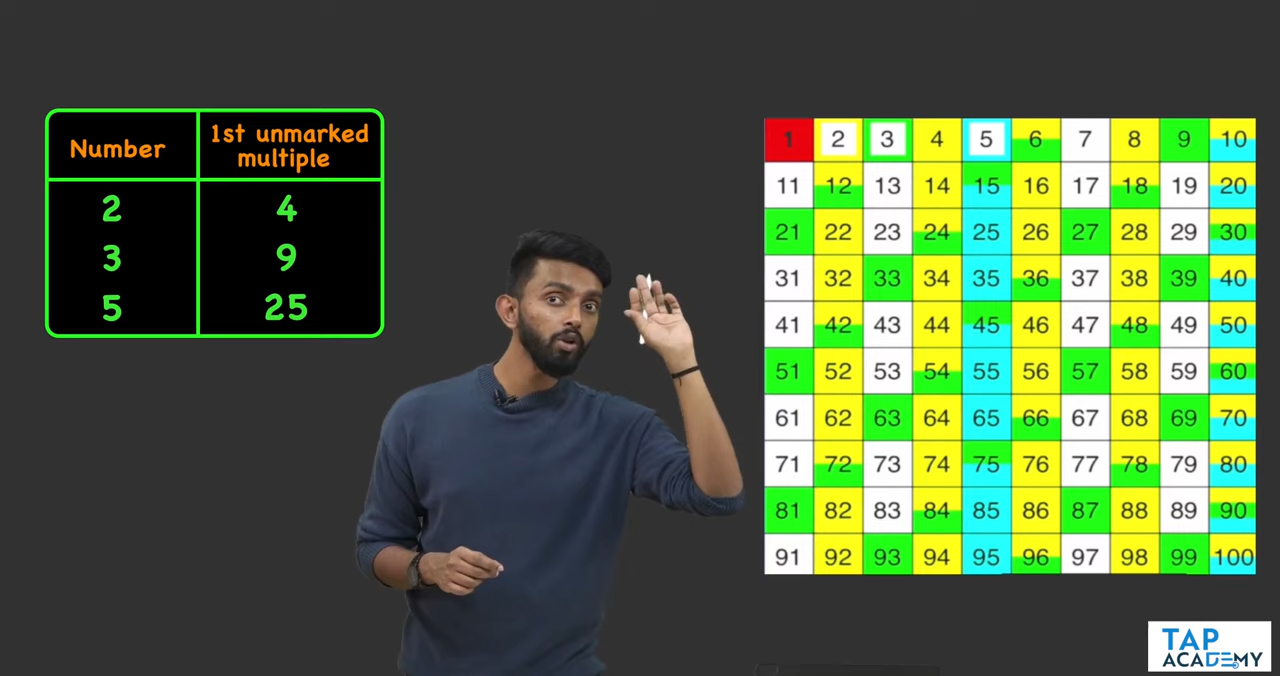 Number
1st unmarked
multiple
2 4
3 9
5 25
1 2 3 4 5 6 7 8 9 10
11 12 13 14 15 16 17 18 19 20
21 22 23 24 25 26 27 28 29 30
31 32 33 34 35 36 37 38 39 40
41 42 43 44 45 46 47 48 49 50
51 52 53 54 55 56 57 58 59 60
61 62 63 64 65 66 67 68 69 70
71 72 73 74 75 76 77 78 79 80
81 82 83 84 85 86 87 88 89 90
91 92 93 94 95 96 97 98 99 100
TAP
ACADEMY